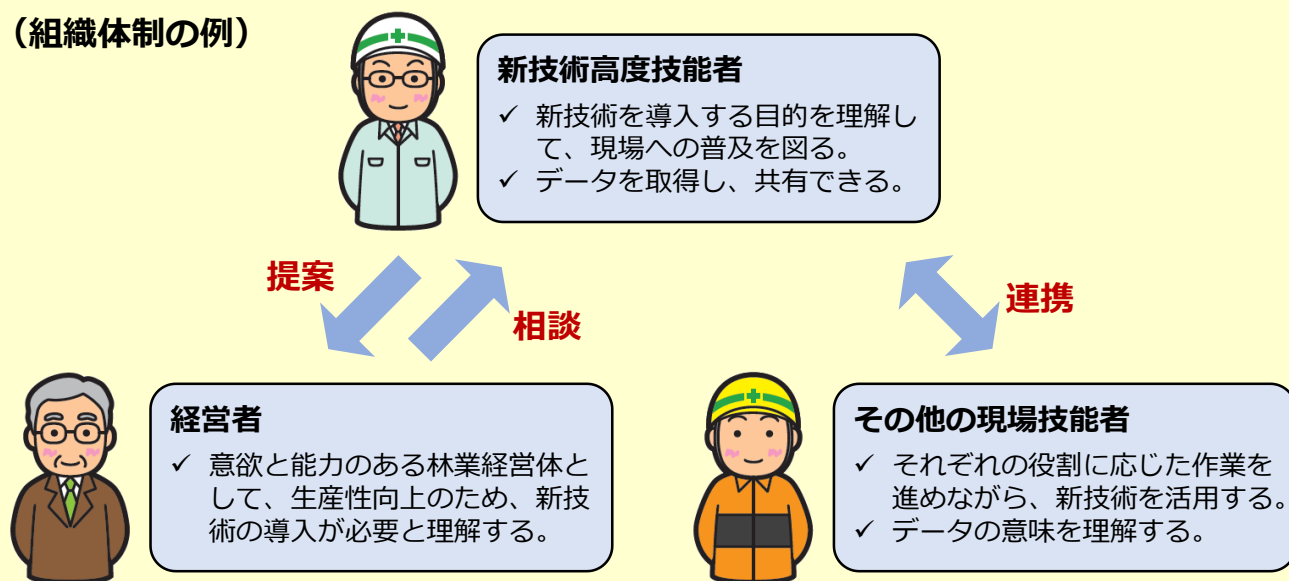 （組織体制の例）
新技術高度技能者
✓ 新技術を導入する目的を理解し
て、現場への普及を図る。
✓ データを取得し、共有できる。
提案
相談
連携
経営者
✓ 意欲と能力のある林業経営体と
して、生産性向上のため、新技
術の導入が必要と理解する。
その他の現場技能者
✓ それぞれの役割に応じた作業を
進めながら、新技術を活用する。
✓ データの意味を理解する。